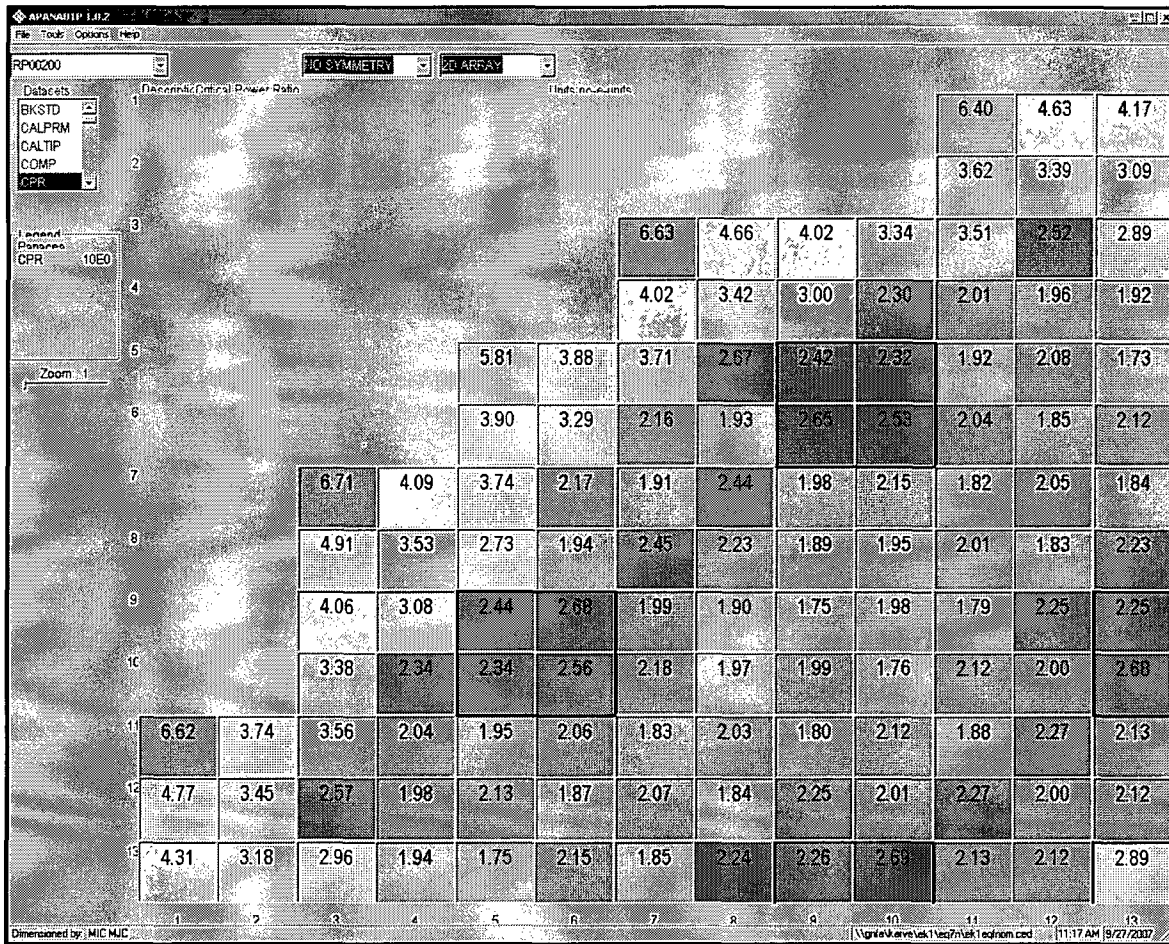 APANAO1P 1.0.2
File Tools Options Help
RP00200 NO SYMMETRY 2D ARRAY
Datasets
BKSTD
CALPRM
CALTIP
COMP
CPR
Legend
Panacea
CPR 10E0
Zoom: 1
1 6.40 4.63 4.17
2 3.62 3.39 3.09
3 6.63 4.66 4.02 3.34 3.51 2.52 2.89
4 4.02 3.42 3.00 2.30 2.01 1.96 1.92
5 5.81 3.88 3.71 2.67 2.42 2.32 1.92 2.08 1.73
6 3.90 3.29 2.16 1.93 2.65 2.53 2.04 1.85 2.12
7 6.71 4.09 3.74 2.17 1.91 2.44 1.98 2.15 1.82 2.05 1.84
8 4.91 3.53 2.73 1.94 2.45 2.23 1.89 1.95 2.01 1.83 2.23
9 4.06 3.08 2.44 2.68 1.99 1.90 1.75 1.98 1.79 2.25 2.25
10 3.38 2.34 2.34 2.56 2.18 1.97 1.99 1.76 2.12 2.00 2.68
11 6.62 3.74 3.56 2.04 1.95 2.06 1.83 2.03 1.80 2.12 1.88 2.27 2.13
12 4.77 3.45 2.57 1.98 2.13 1.87 2.07 1.84 2.25 2.01 2.27 2.00 2.12
13 4.31 3.18 2.96 1.94 1.75 2.15 1.85 2.24 2.26 2.69 2.13 2.12 2.89
1 2 3 4 5 6 7 8 9 10 11 12 13
Dimensioned by: MIC MJC 11:17 AM 9/27/2007